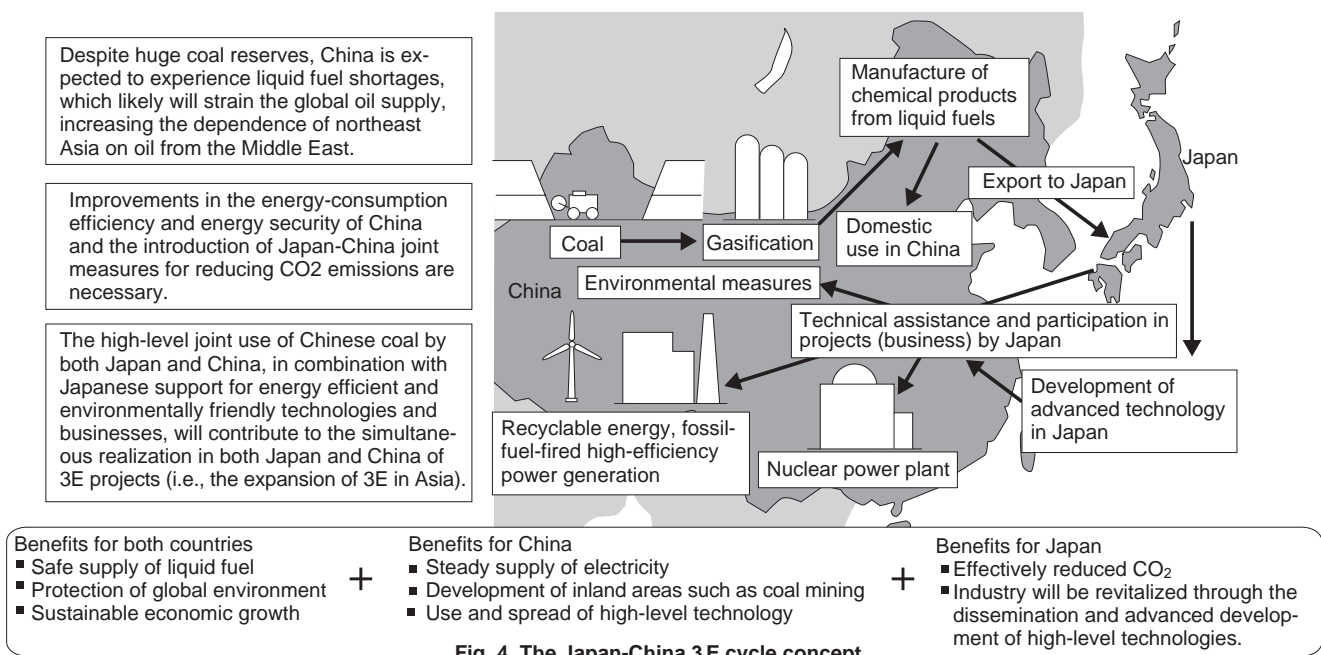 Despite huge coal reserves, China is ex-
pected to experience liquid fuel shortages,
which likely will strain the global oil supply,
increasing the dependence of northeast
Asia on oil from the Middle East.
Improvements in the energy-consumption
efficiency and energy security of China
and the introduction of Japan-China joint
measures for reducing CO2 emissions are
necessary.
The high-level joint use of Chinese coal by
both Japan and China, in combination with
Japanese support for energy efficient and
environmentally friendly technologies and
businesses, will contribute to the simultane-
ous realization in both Japan and China of
3E projects (i.e., the expansion of 3E in Asia).
Manufacture of
chemical products
from liquid fuels
Japan
Export to Japan
Coal
Gasification
Domestic
use in China
China
Environmental measures
Technical assistance and participation in
projects (business) by Japan
Development of
advanced technology
in Japan
Recyclable energy, fossil-
fuel-fired high-efficiency
power generation
Nuclear power plant
Benefits for both countries
▪ Safe supply of liquid fuel
▪ Protection of global environment
▪ Sustainable economic growth
+
Benefits for China
▪ Steady supply of electricity
▪ Development of inland areas such as coal mining
▪ Use and spread of high-level technology
+
Benefits for Japan
▪ Effectively reduced CO₂
▪ Industry will be revitalized through the
dissemination and advanced develop-
ment of high-level technologies.
Fig. 4 The Japan-China 3E cycle concept